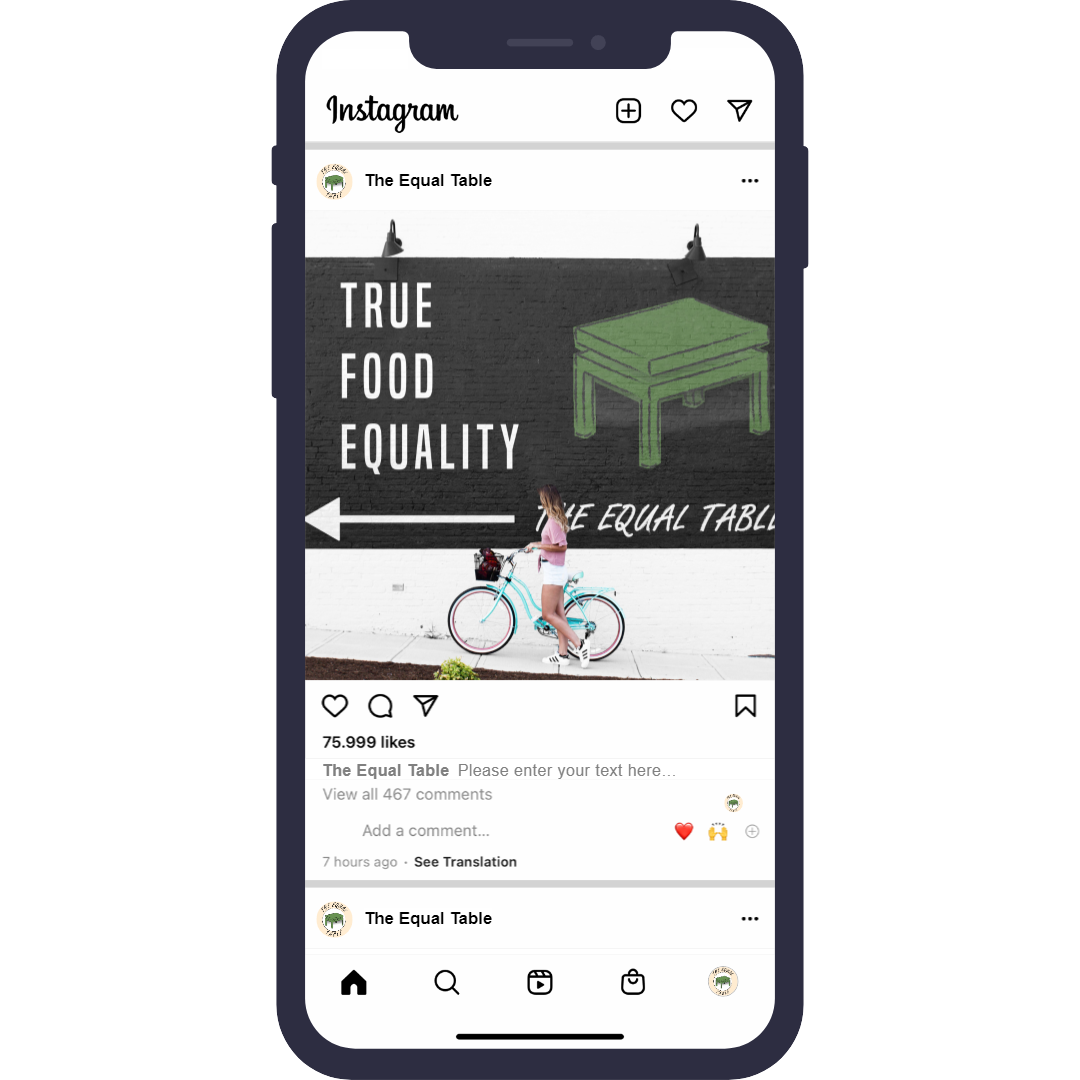 Instagram
The Equal Table
TRUE
FOOD
EQUALITY
EQUAL TABL
75.999 likes
The Equal Table Please enter your text here...
View all 467 comments
Add a comment...
7 hours ago · See Translation
The Equal Table